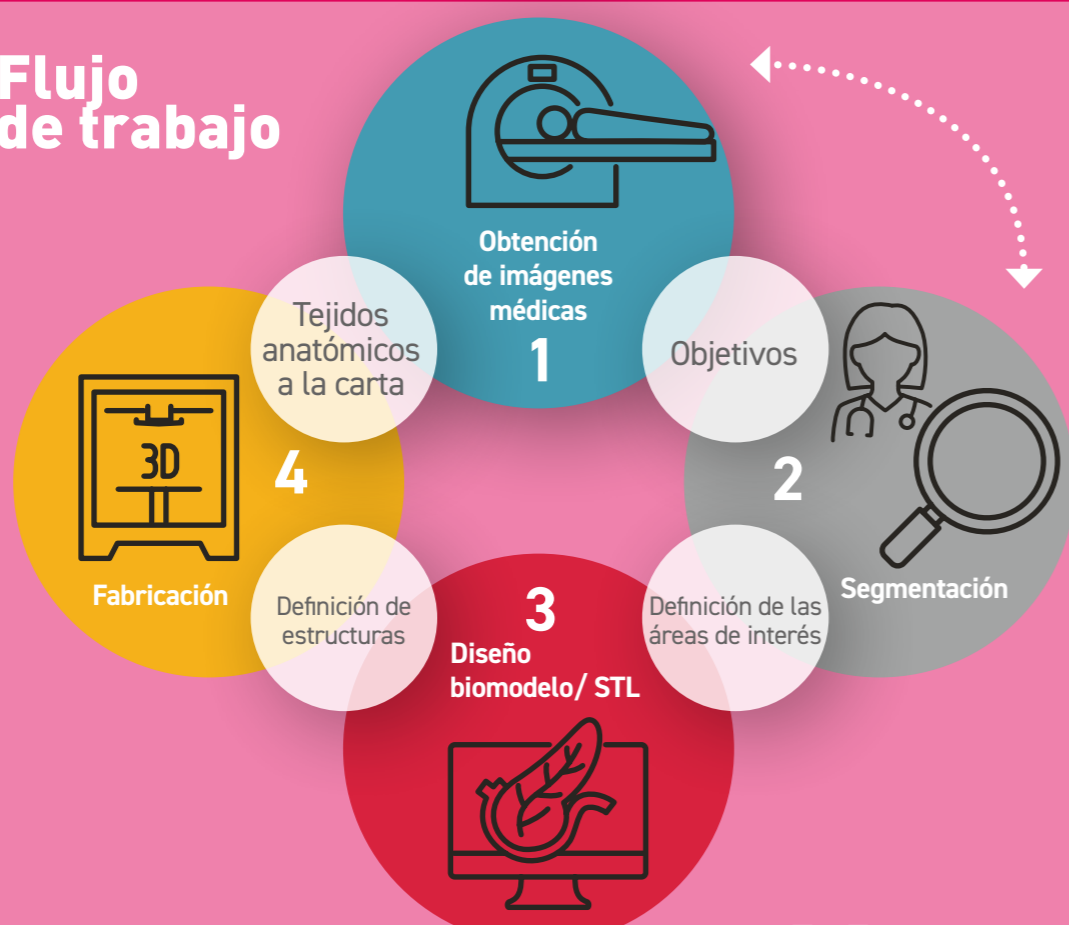 Flujo
de trabajo
Obtención
de imágenes
médicas
1
Objetivos
2
Segmentación
Definición de las
áreas de interés
3
Diseño
biomodelo/ STL
Definición de
estructuras
3D
4
Fabricación
Tejidos
anatómicos
a la carta